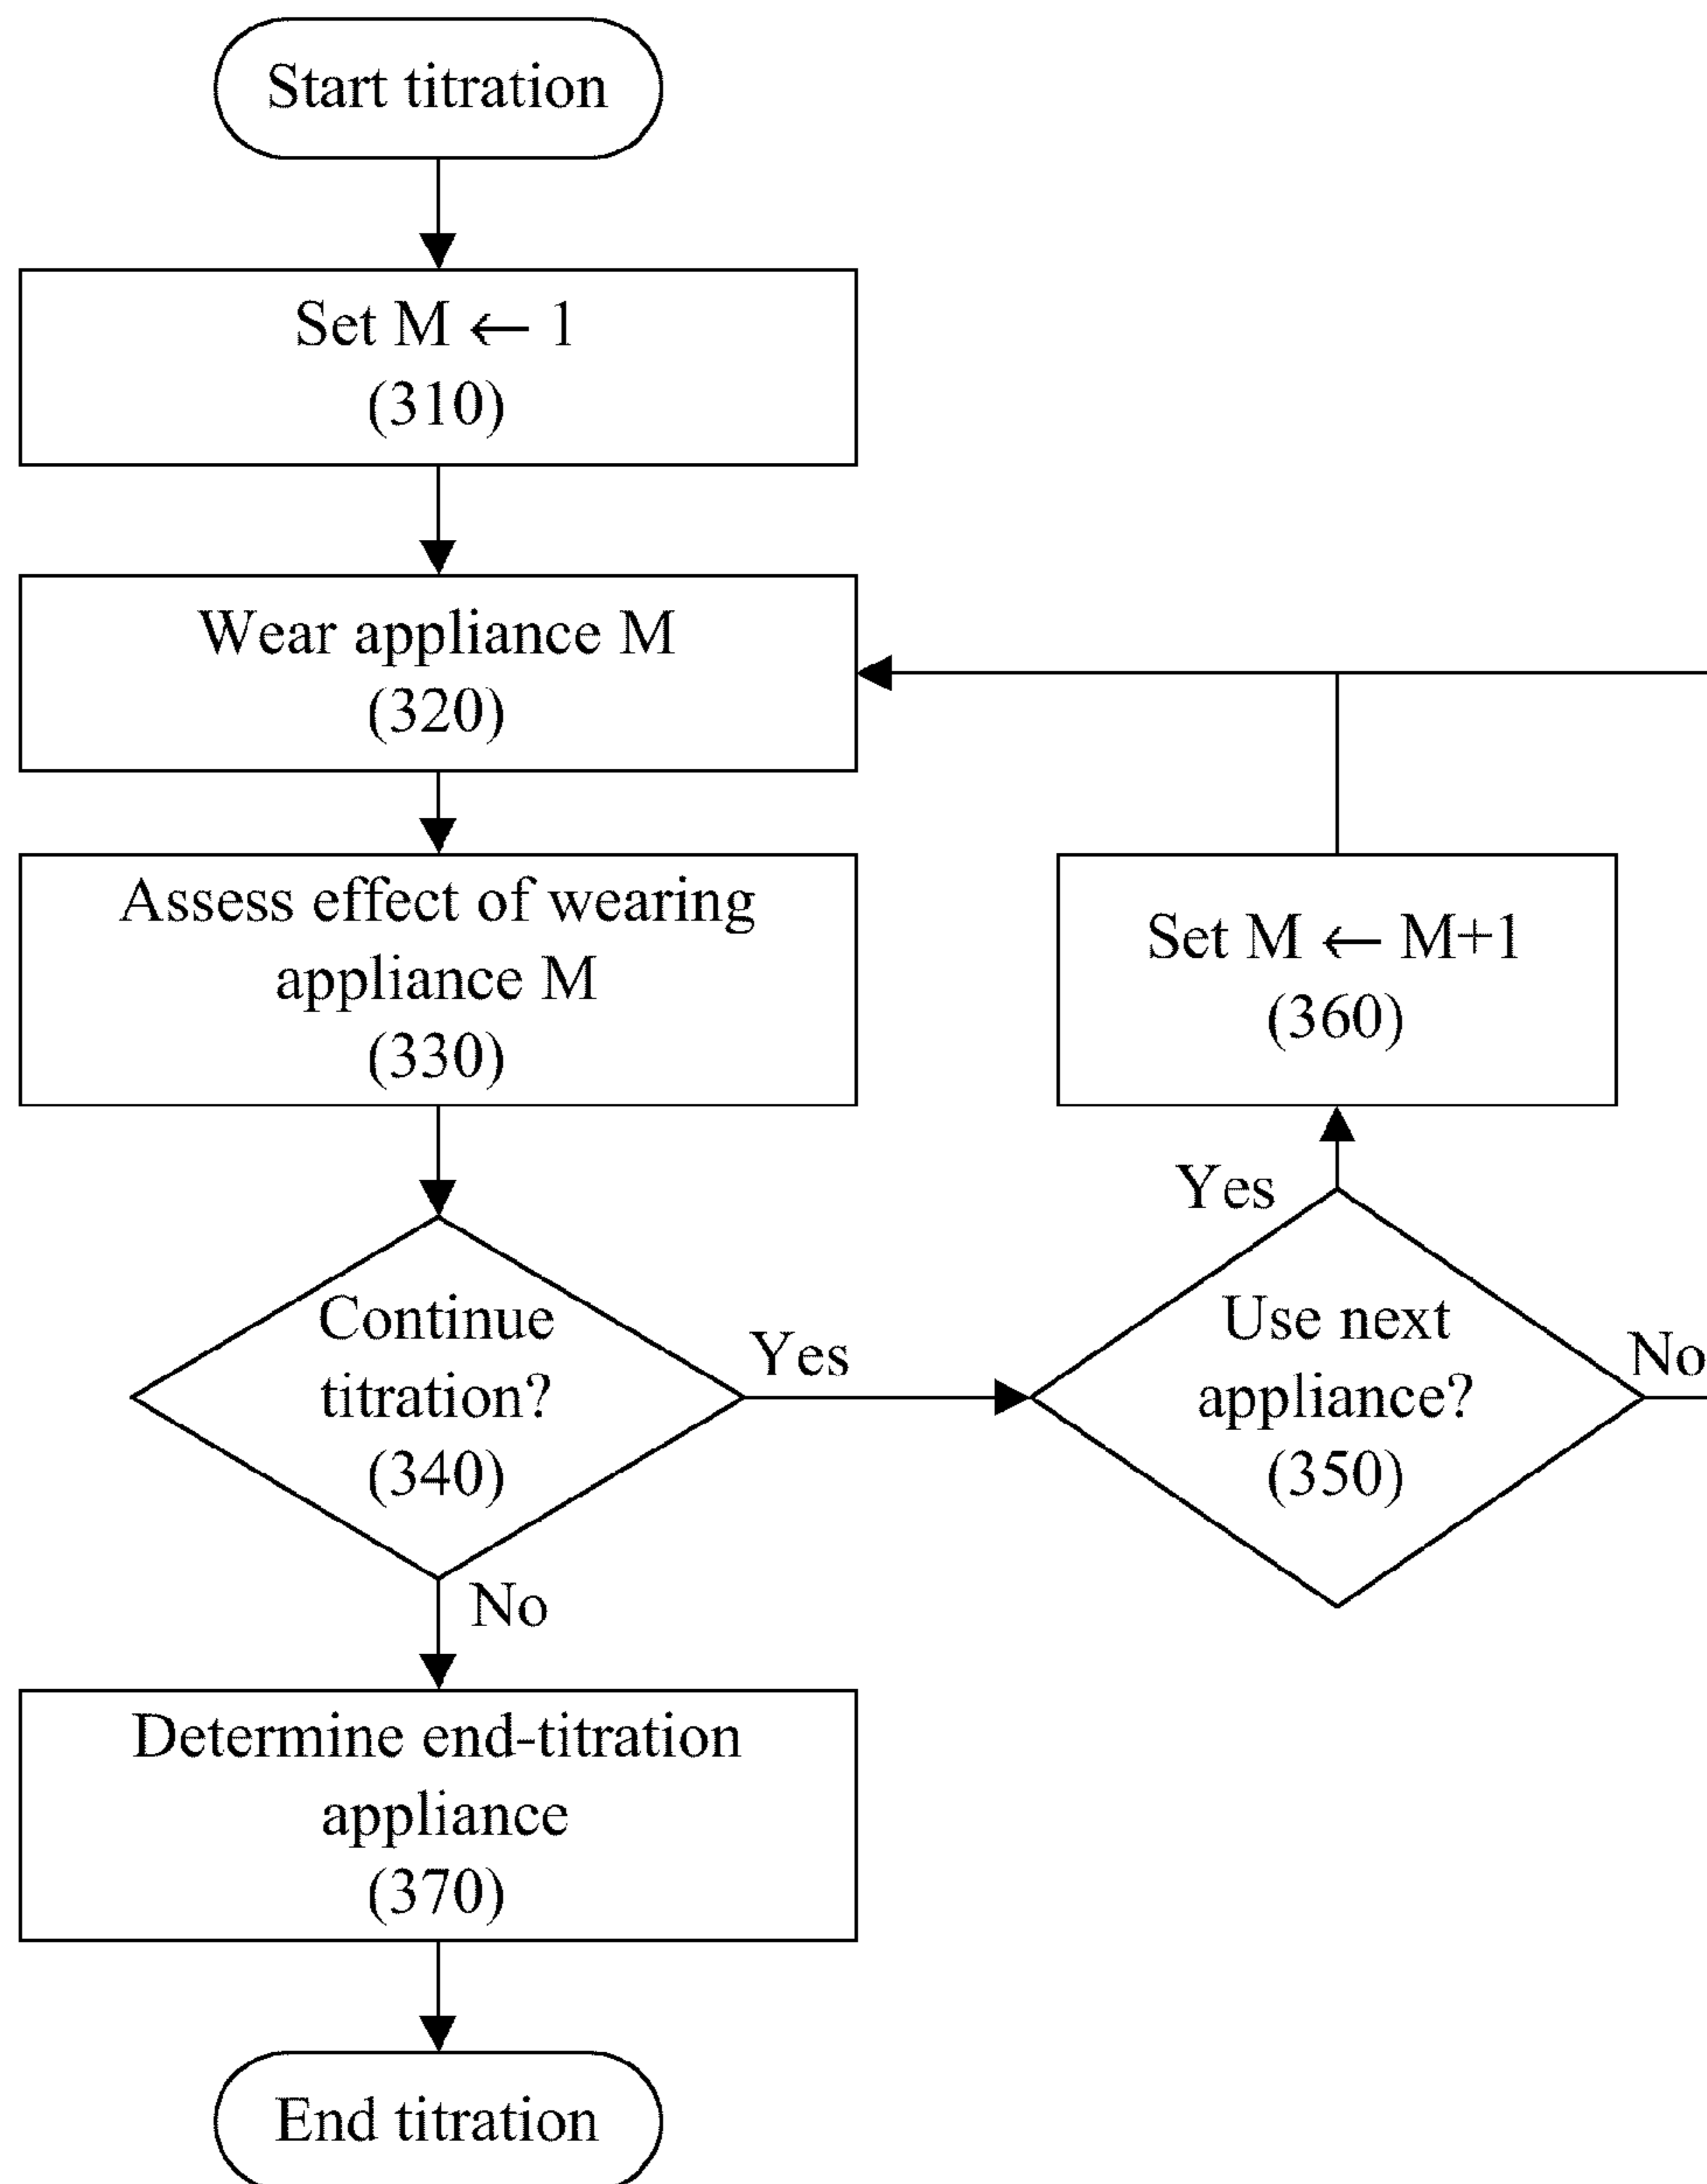 Start titration
Set M ← 1
(310)
Wear appliance M
(320)
Assess effect of wearing
appliance M
(330)
Set M ← M+1
(360)
Yes
Continue
titration?
(340)
Yes
Use next
appliance?
(350)
No
No
Determine end-titration
appliance
(370)
End titration